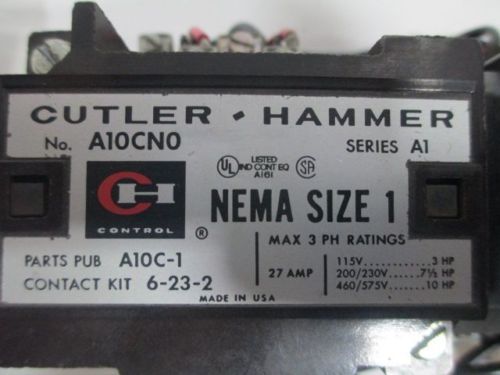 CUTLER • HAMMER
No. A10CN0 SERIES A1
UL LISTED IND CONT EQ A161 SA
CH CONTROL ®
NEMA SIZE 1
MAX 3 PH RATINGS
PARTS PUB A10C-1
CONTACT KIT 6-23-2
27 AMP
115V............3 HP
200/230V.......7½ HP
460/575V.......10 HP
MADE IN USA